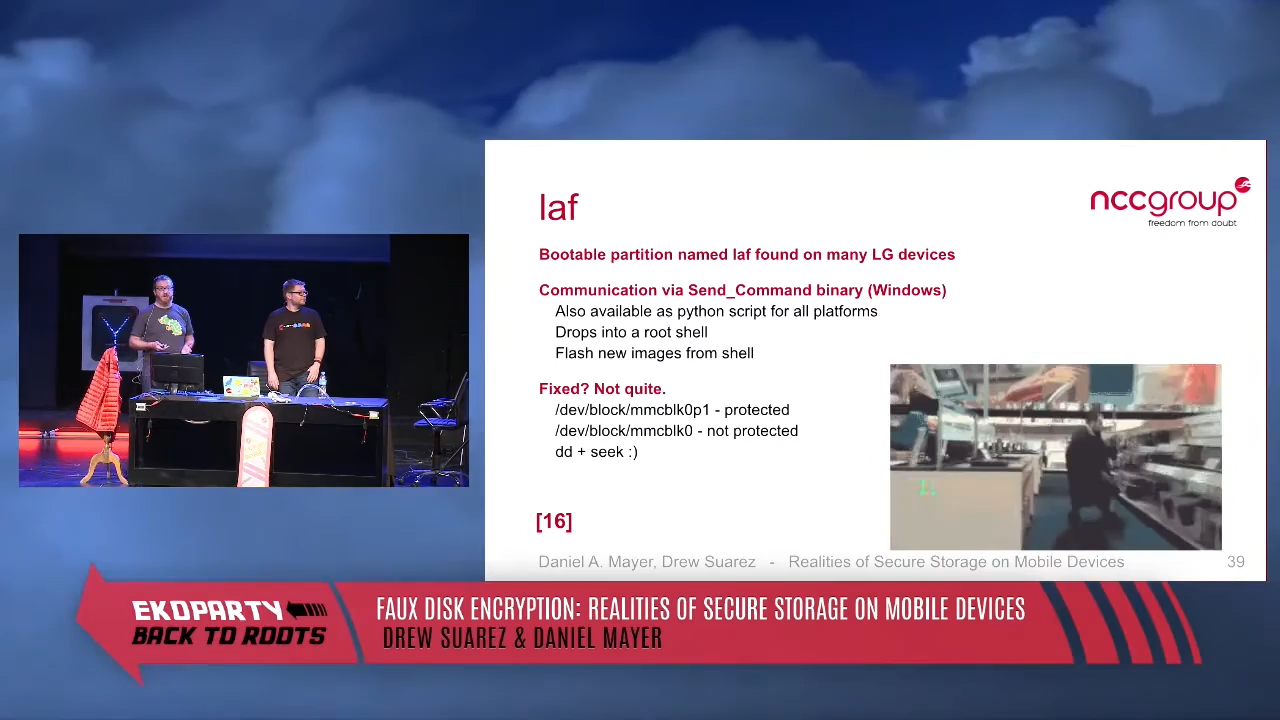 laf
nccgroup
freedom from doubt
Bootable partition named laf found on many LG devices
Communication via Send_Command binary (Windows)
Also available as python script for all platforms
Drops into a root shell
Flash new images from shell
Fixed? Not quite.
/dev/block/mmcblk0p1 - protected
/dev/block/mmcblk0 - not protected
dd + seek :)
[16]
Daniel A. Mayer, Drew Suarez - Realities of Secure Storage on Mobile Devices 39
EKOPARTY
BACK TO ROOTS
FAUX DISK ENCRYPTION: REALITIES OF SECURE STORAGE ON MOBILE DEVICES
DREW SUAREZ & DANIEL MAYER